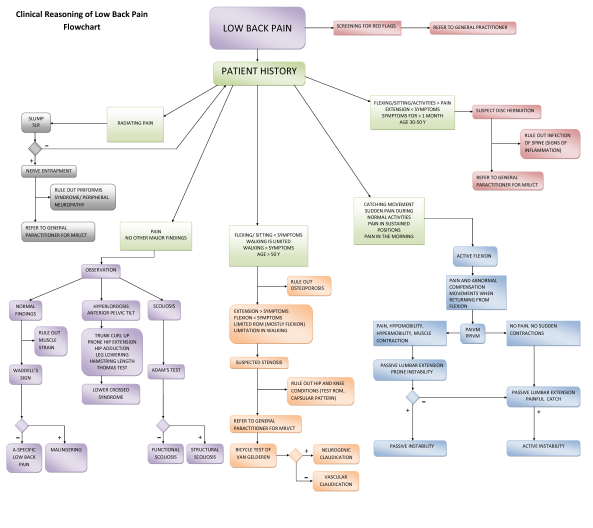 Clinical Reasoning of Low Back Pain
Flowchart
LOW BACK PAIN
SCREENING FOR RED FLAGS
REFER TO GENERAL PRACTITIONER
PATIENT HISTORY
RADIATING PAIN
SLUMP
SLR
–
+
NERVE ENTRAPMENT
RULE OUT PIRIFORMIS
SYNDROME/ PERIPHERAL
NEUROPATHY
REFER TO GENERAL
PARACTITIONER FOR MRI/CT
FLEXING/SITTING/ACTIVITIES > PAIN
EXTENSION < SYMPTOMS
SYMPTOMS FOR > 1 MONTH
AGE 30-50 Y
SUSPECT DISC HERNIATION
RULE OUT INFECTION
OF SPINE (SIGNS OF
INFLAMMATION)
REFER TO GENERAL
PARACTITIONER FOR MRI/CT
PAIN
NO OTHER MAJOR FINDINGS
OBSERVATION
NORMAL
FINDINGS
RULE OUT
MUSCLE
STRAIN
WADDELL'S
SIGN
–
+
A-SPECIFIC
LOW BACK
PAIN
MALINGERING
HYPERLORDOSIS
ANTERIOR PELVIC TILT
TRUNK CURL UP
PRONE HIP EXTENSION
HIP ADDUCTION
LEG LOWERING
HAMSTRING LENGTH
THOMAS TEST
LOWER CROSSED
SYNDROME
SCOLIOSIS
ADAM'S TEST
–
+
FUNCTIONAL
SCOLIOSIS
STRUCTURAL
SCOLIOSIS
FLEXING/ SITTING < SYMPTOMS
WALKING IS LIMITED
WALKING = SYMPTOMS
AGE > 50 Y
RULE OUT
OSTEOPOROSIS
EXTENSION > SYMPTOMS
FLEXION = SYMPTOMS
LIMITED ROM (MOSTLY FLEXION)
LIMITATION IN WALKING
SUSPECTED STENOSIS
RULE OUT HIP AND KNEE
CONDITIONS (TEST ROM,
CAPSULAR PATTERN)
REFER TO GENERAL
PARACTITIONER FOR MRI/CT
BICYCLE TEST OF
VAN GELDEREN
+
–
NEUROGENIC
CLAUDICATION
VASCULAR
CLAUDICATION
CATCHING MOVEMENT
SUDDEN PAIN DURING
NORMAL ACTIVITIES
PAIN IN SUSTAINED
POSITIONS
PAIN IN THE MORNING
ACTIVE FLEXION
PAIN AND ABNORMAL
COMPENSATION
MOVEMENTS WHEN
RETURNING FROM
FLEXION
PAIVM
PPIVM
PAIN, HYPOMOBILITY,
HYPERMOBILITY, MUSCLE
CONTRACTION
NO PAIN, NO SUDDEN
CONTRACTIONS
PASSIVE LUMBAR EXTENSION
PRONE INSTABILITY
–
+
PASSIVE LUMBAR EXTENSION
PAINFUL CATCH
+
PASSIVE INSTABILITY
ACTIVE INSTABILITY